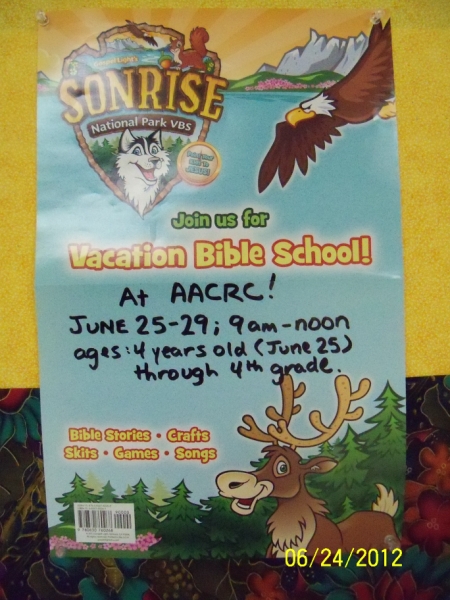 SONRISE
National Park VBS
Join us for
Vacation Bible School!
At AACRC!
JUNE 25-29; 9am-noon
ages: 4 years old (June 25)
through 4th grade.
Bible Stories • Crafts
Skits • Games • Songs
06/24/2012